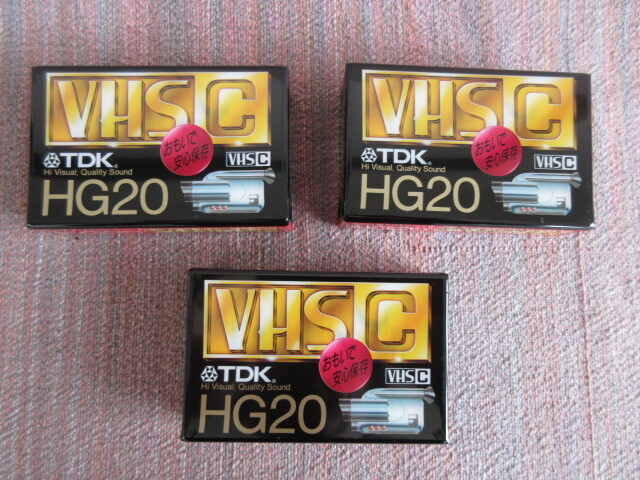 VHS C
おもいで
安心保存
TDK
VHS C
Hi Visual, Quality Sound
HG20
VHS C
おもいで
安心保存
TDK
VHS C
Hi Visual, Quality Sound
HG20
VHS C
おもいで
安心保存
TDK
VHS C
Hi Visual, Quality Sound
HG20